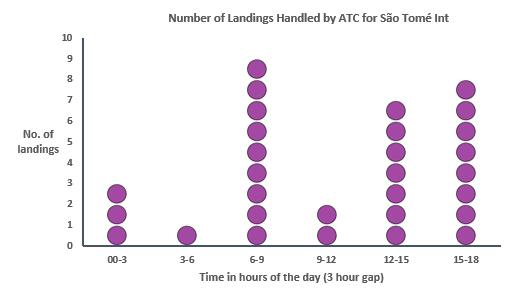 Number of Landings Handled by ATC for São Tomé Int
10
9
8
7
6
5
4
3
2
1
0
No. of
landings
00-3 3-6 6-9 9-12 12-15 15-18
Time in hours of the day (3 hour gap)